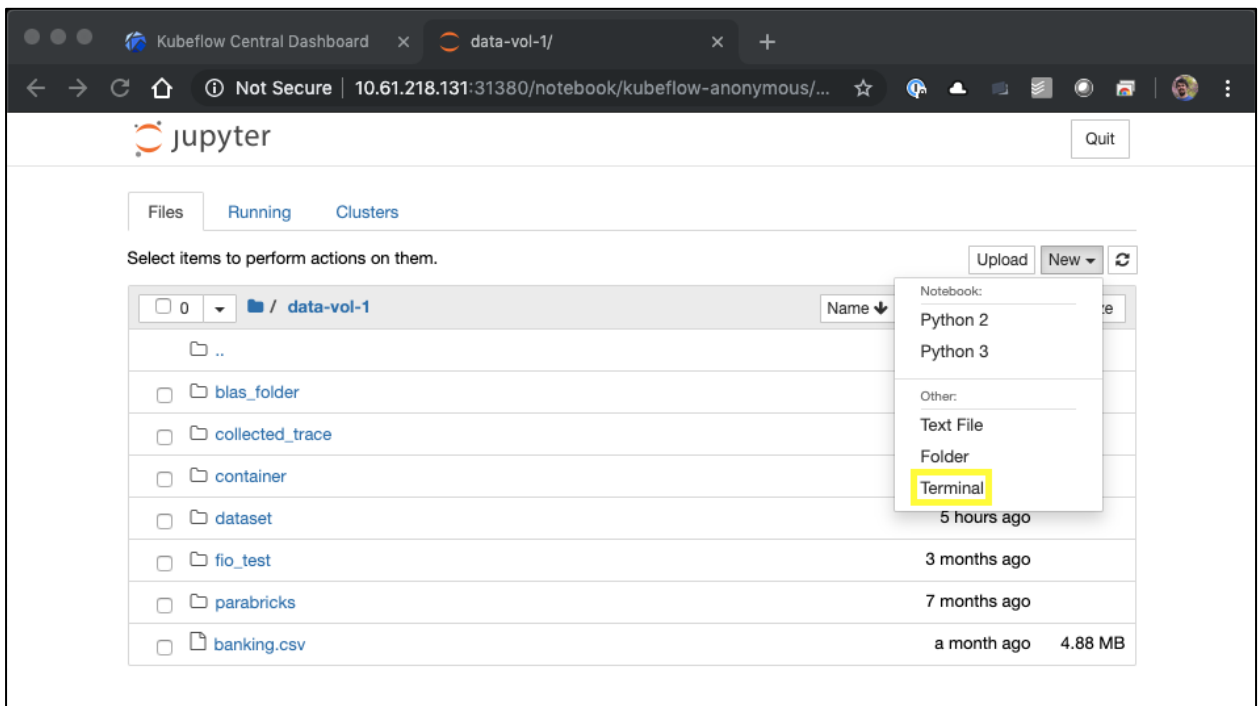 Kubeflow Central Dashboard
data-vol-1/
Not Secure | 10.61.218.131:31380/notebook/kubeflow-anonymous/...
jupyter
Quit
Files Running Clusters
Select items to perform actions on them.
Upload New
0 / data-vol-1 Name
Notebook:
Python 2
Python 3
Other:
Text File
Folder
Terminal
..
blas_folder
collected_trace
container
dataset 5 hours ago
fio_test 3 months ago
parabricks 7 months ago
banking.csv a month ago 4.88 MB